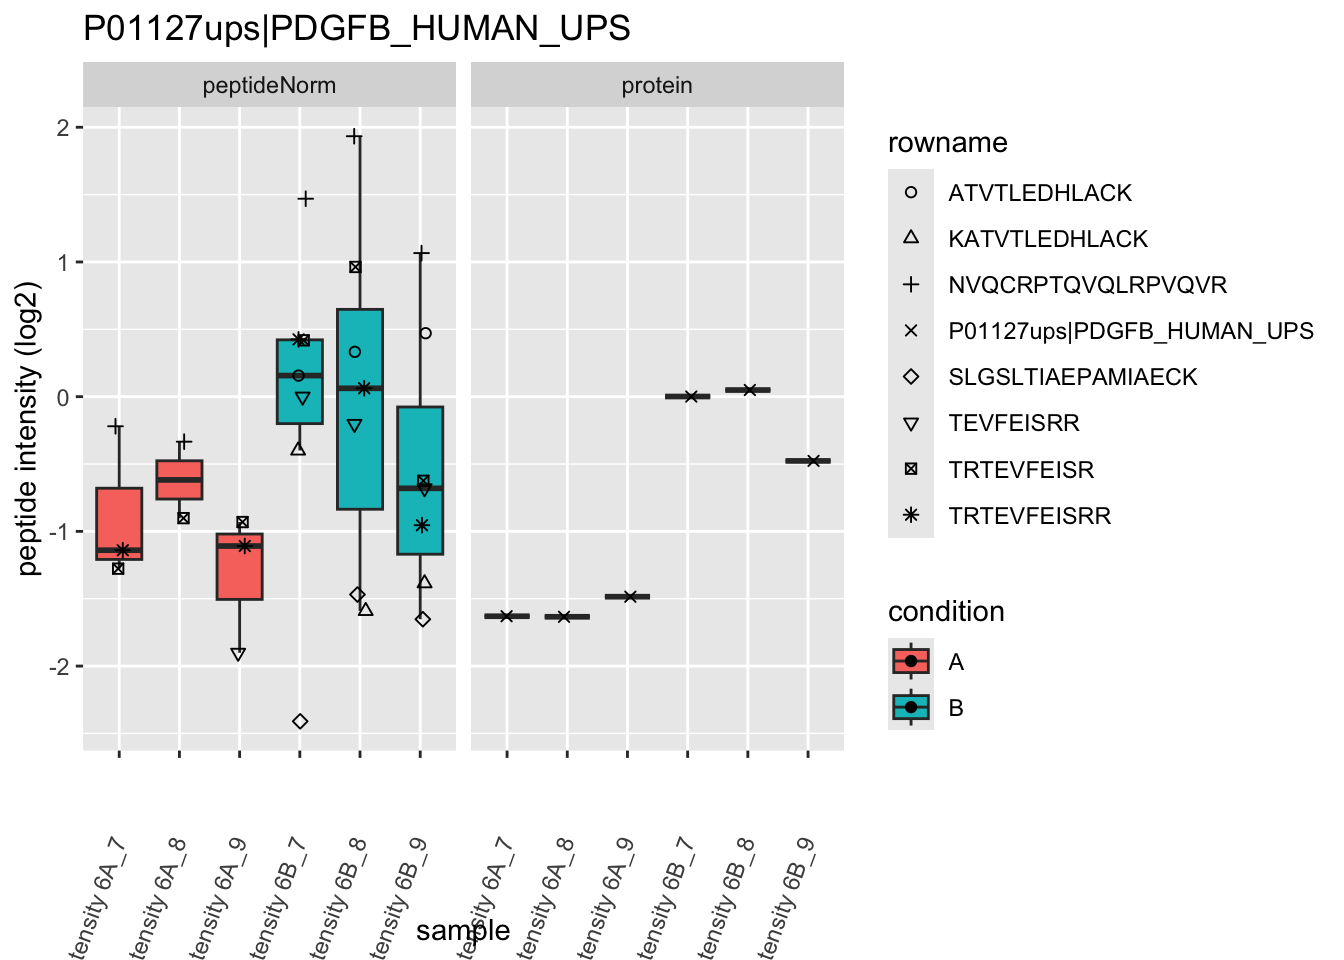 P01127ups|PDGFB_HUMAN_UPS
peptideNorm
protein
peptide intensity (log2)
2
1
0
-1
-2
tensity 6A_7
tensity 6A_8
tensity 6A_9
tensity 6B_7
tensity 6B_8
tensity 6B_9
tensity 6A_7
tensity 6A_8
tensity 6A_9
tensity 6B_7
tensity 6B_8
tensity 6B_9
sample
rowname
ATVTLEDHLACK
KATVTLEDHLACK
NVQCRPTQVQLRPVQVR
P01127ups|PDGFB_HUMAN_UPS
SLGSLTIAEPAMIAECK
TEVFEISRR
TRTEVFEISR
TRTEVFEISRR
condition
A
B